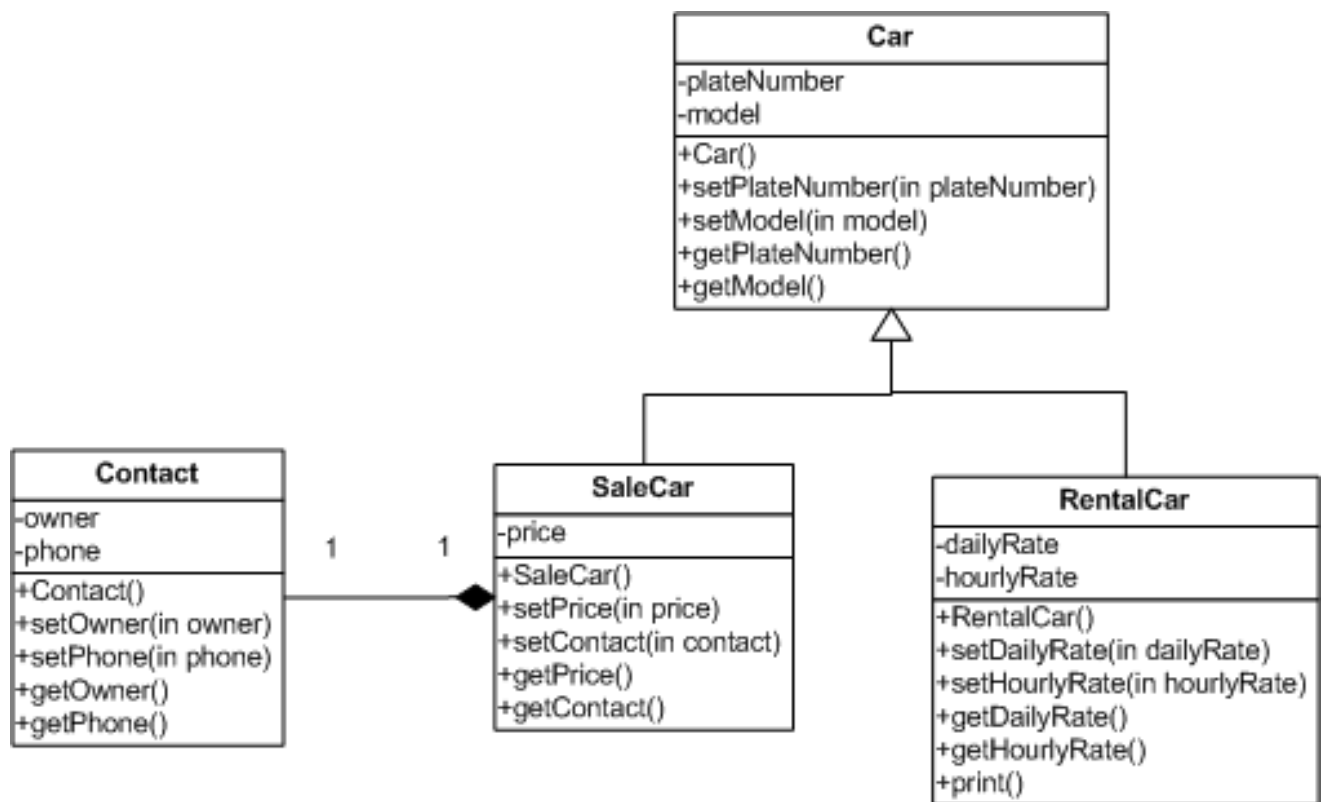 Car
-plateNumber
-model
+Car()
+setPlateNumber(in plateNumber)
+setModel(in model)
+getPlateNumber()
+getModel()
Contact
-owner
-phone
+Contact()
+setOwner(in owner)
+setPhone(in phone)
+getOwner()
+getPhone()
1
1
SaleCar
-price
+SaleCar()
+setPrice(in price)
+setContact(in contact)
+getPrice()
+getContact()
RentalCar
-dailyRate
-hourlyRate
+RentalCar()
+setDailyRate(in dailyRate)
+setHourlyRate(in hourlyRate)
+getDailyRate()
+getHourlyRate()
+print()